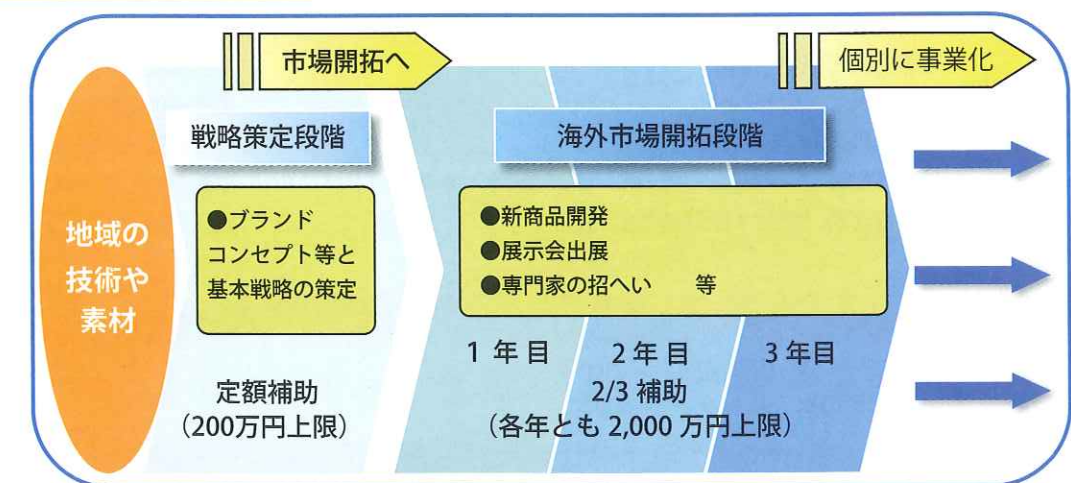 市場開拓へ
個別に事業化
戦略策定段階
海外市場開拓段階
地域の
技術や
素材
●ブランド
コンセプト等と
基本戦略の策定
●新商品開発
●展示会出展
●専門家の招へい　等
1 年目
2 年目
3 年目
定額補助
(200万円上限)
2/3 補助
(各年とも 2,000 万円上限)